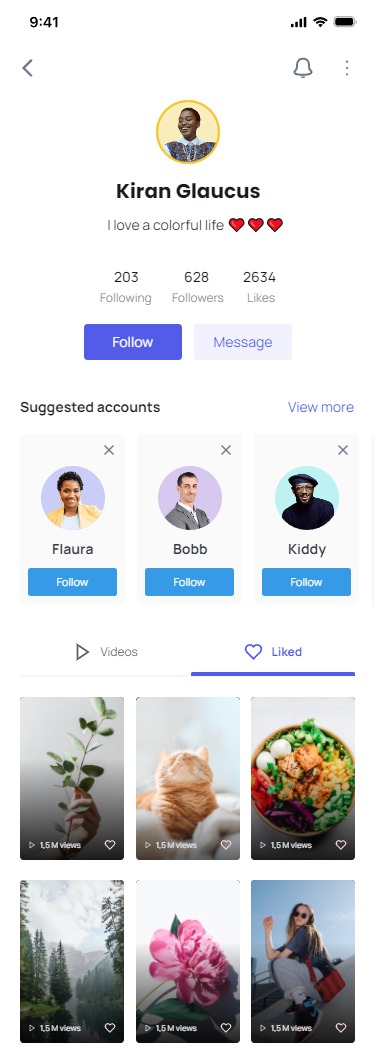 9:41
Kiran Glaucus
I love a colorful life ❤️❤️❤️
203 628 2634
Following Followers Likes
Follow Message
Suggested accounts View more
Flaura Bobb Kiddy
Follow Follow Follow
Videos Liked
1,5 M views 1,5 M views 1,5 M views
1,5 M views 1,5 M views 1,5 M views